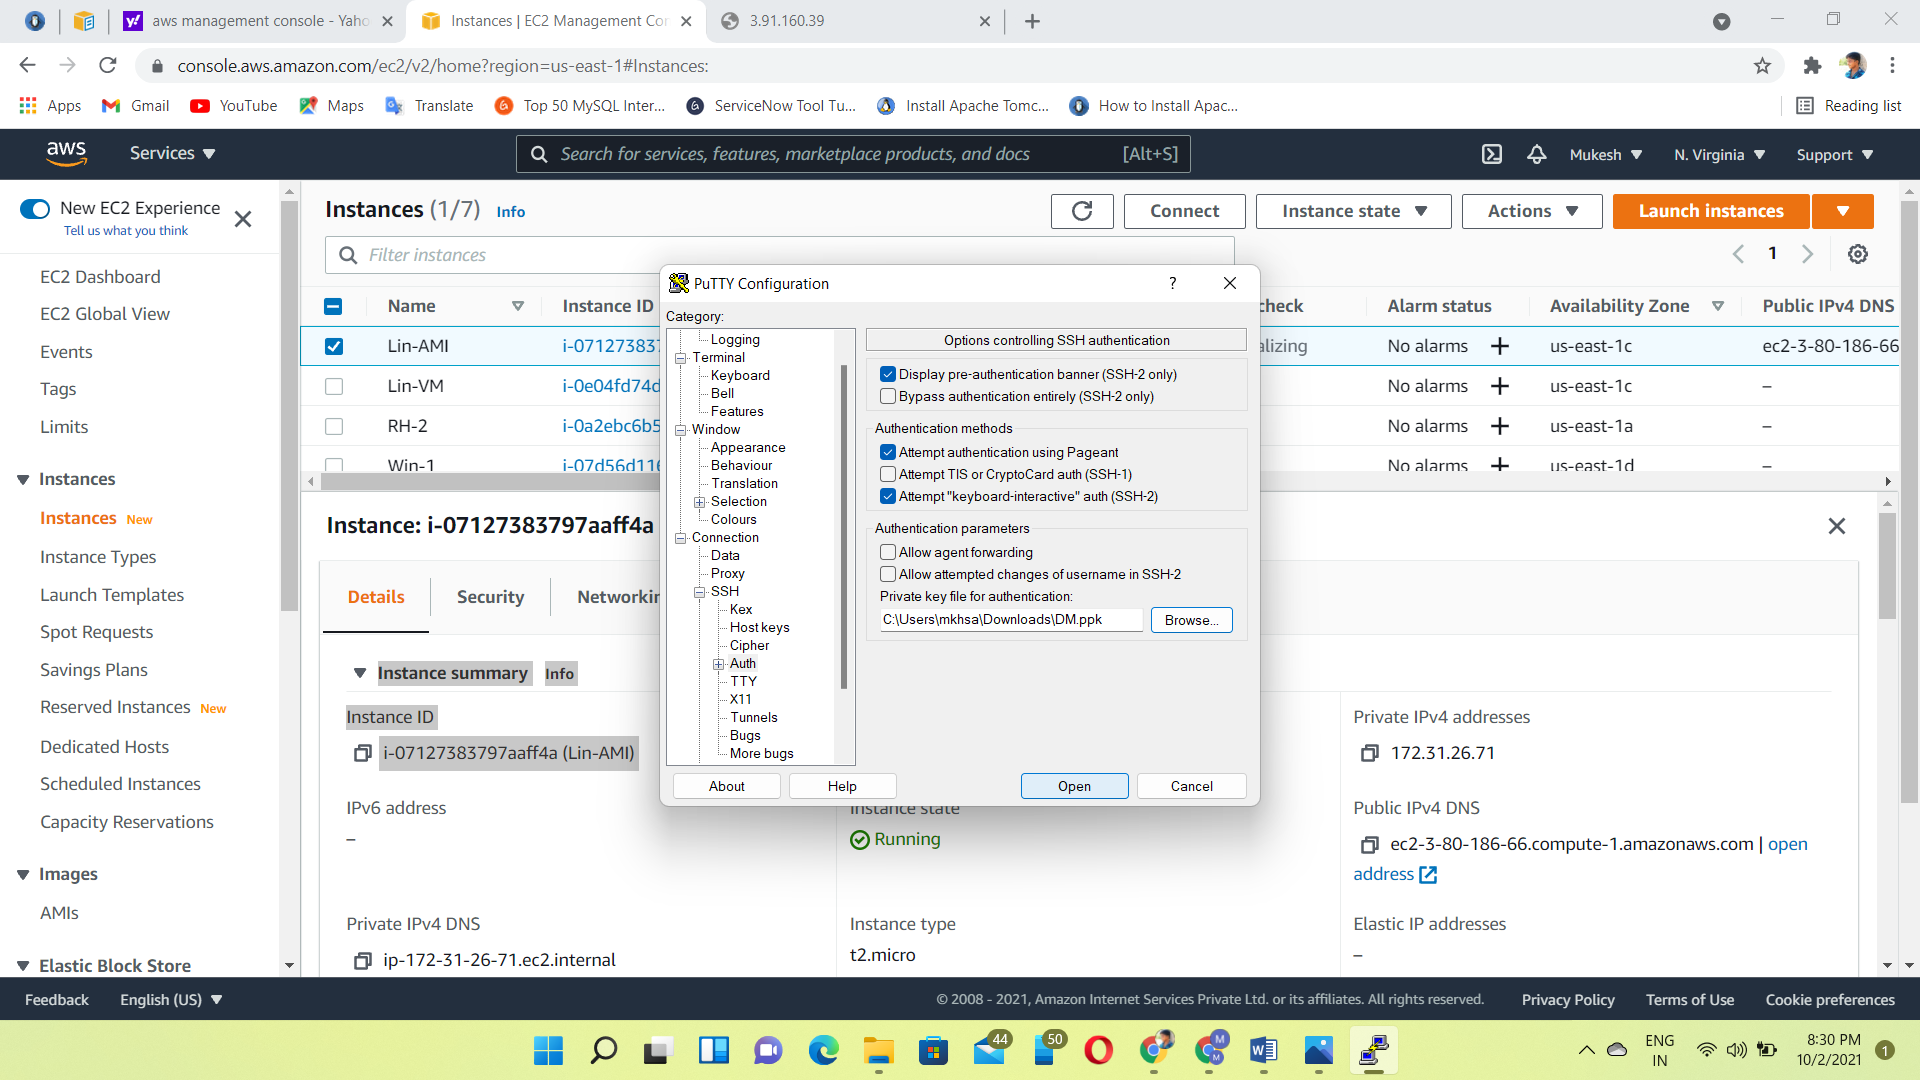 aws management console - Yaho
Instances | EC2 Management Con
3.91.160.39
console.aws.amazon.com/ec2/v2/home?region=us-east-1#Instances:
Apps
Gmail
YouTube
Maps
Translate
Top 50 MySQL Inter...
ServiceNow Tool Tu...
Install Apache Tomc...
How to Install Apac...
Reading list
aws
Services
Search for services, features, marketplace products, and docs
[Alt+S]
Mukesh
N. Virginia
Support
New EC2 Experience
Tell us what you think
EC2 Dashboard
EC2 Global View
Events
Tags
Limits
Instances
Instances New
Instance Types
Launch Templates
Spot Requests
Savings Plans
Reserved Instances New
Dedicated Hosts
Scheduled Instances
Capacity Reservations
Images
AMIs
Elastic Block Store
Instances (1/7) Info
Connect
Instance state
Actions
Launch instances
Filter instances
1
Name
Instance ID
check
Alarm status
Availability Zone
Public IPv4 DNS
Lin-AMI
i-07127383
alizing
No alarms
us-east-1c
ec2-3-80-186-66
Lin-VM
i-0e04fd74d
No alarms
us-east-1c
–
RH-2
i-0a2ebc6b5
No alarms
us-east-1a
–
Win-1
i-07d56d116
No alarms
us-east-1d
–
Instance: i-07127383797aaff4a
Details
Security
Networkin
Instance summary Info
Instance ID
i-07127383797aaff4a (Lin-AMI)
IPv6 address
–
Private IPv4 DNS
ip-172-31-26-71.ec2.internal
Instance state
Running
Instance type
t2.micro
Private IPv4 addresses
172.31.26.71
Public IPv4 DNS
ec2-3-80-186-66.compute-1.amazonaws.com | open
address
Elastic IP addresses
–
PuTTY Configuration
?
Category:
Logging
Terminal
Keyboard
Bell
Features
Window
Appearance
Behaviour
Translation
Selection
Colours
Connection
Data
Proxy
SSH
Kex
Host keys
Cipher
Auth
TTY
X11
Tunnels
Bugs
More bugs
Options controlling SSH authentication
Display pre-authentication banner (SSH-2 only)
Bypass authentication entirely (SSH-2 only)
Authentication methods
Attempt authentication using Pageant
Attempt TIS or CryptoCard auth (SSH-1)
Attempt "keyboard-interactive" auth (SSH-2)
Authentication parameters
Allow agent forwarding
Allow attempted changes of username in SSH-2
Private key file for authentication:
C:\Users\mkhsa\Downloads\DM.ppk
Browse...
About
Help
Open
Cancel
Feedback
English (US)
© 2008 - 2021, Amazon Internet Services Private Ltd. or its affiliates. All rights reserved.
Privacy Policy
Terms of Use
Cookie preferences
44
50
M
M
ENG
IN
8:30 PM
10/2/2021
1